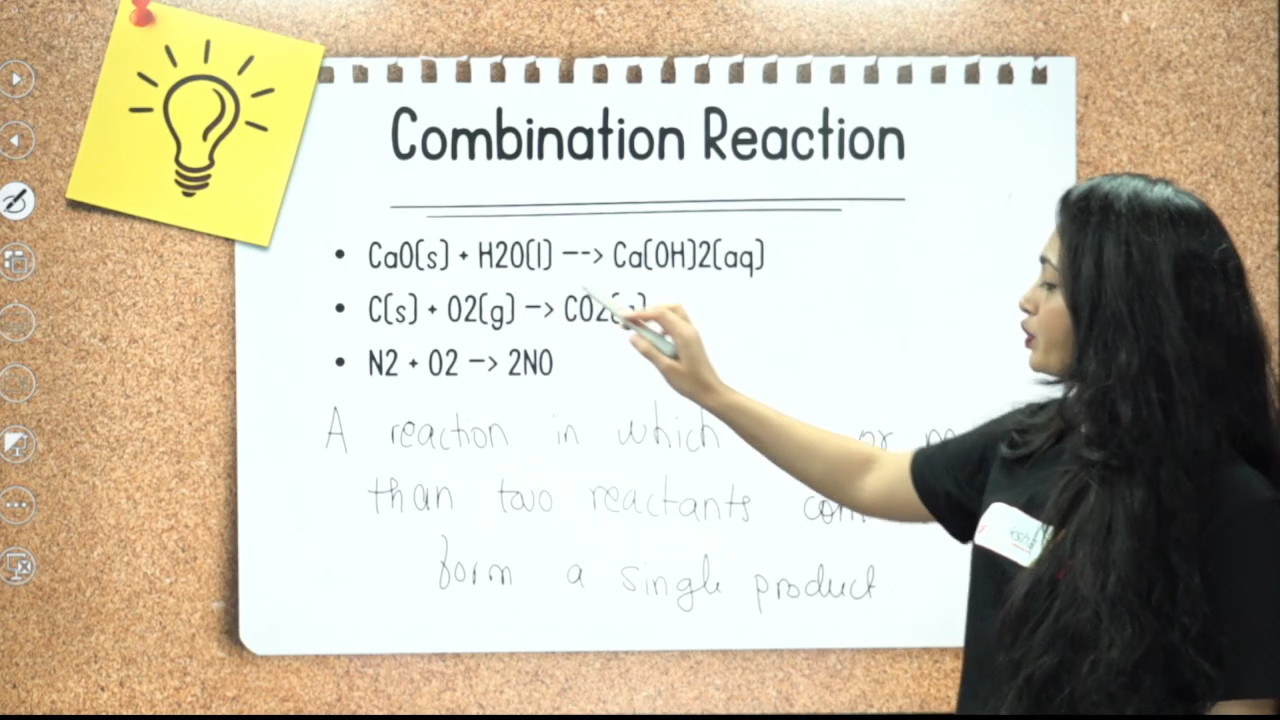 Combination Reaction
• CaO(s) + H2O(l) --> Ca(OH)2(aq)
• C(s) + O2(g) –> CO2(g)
• N2 + O2 –> 2NO
A reaction in which or
than two reactants
form a single product